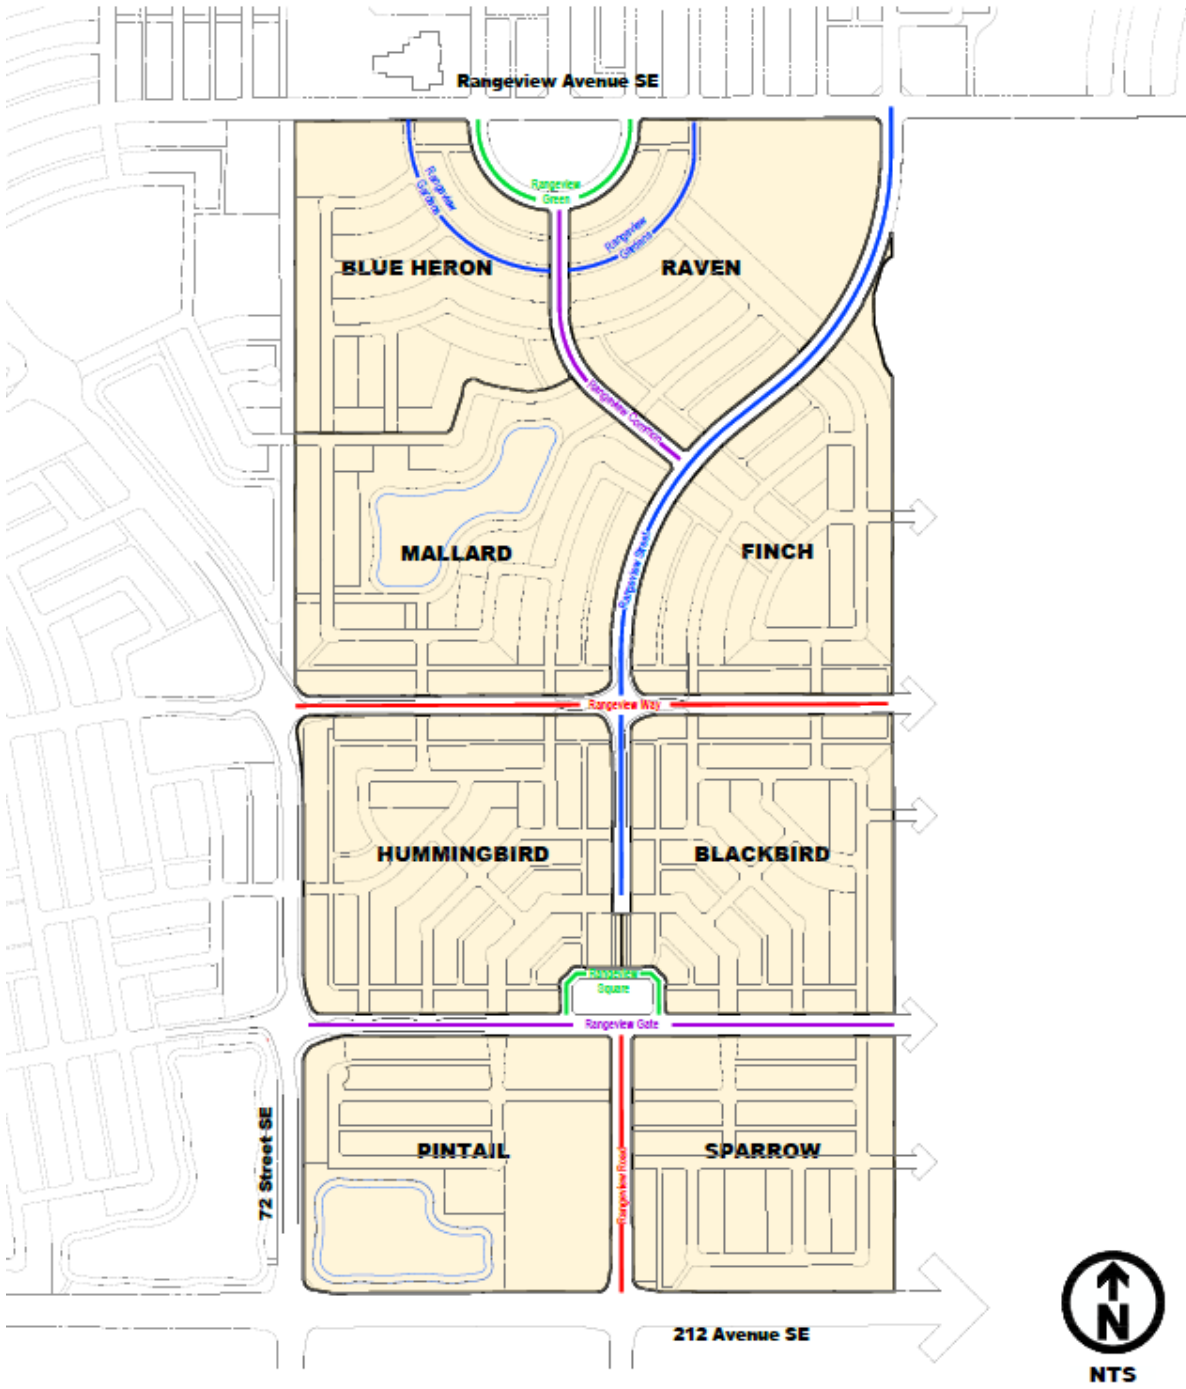 Rangeview Avenue SE
Rangeview
Green
Rangeview
Gardens
Rangeview
Gardens
BLUE HERON
RAVEN
Rangeview Common
MALLARD
FINCH
Rangeview Street
Rangeview Way
HUMMINGBIRD
BLACKBIRD
Rangeview
Square
Rangeview Gate
72 Street SE
PINTAIL
Rangeview Road
SPARROW
212 Avenue SE
N
NTS